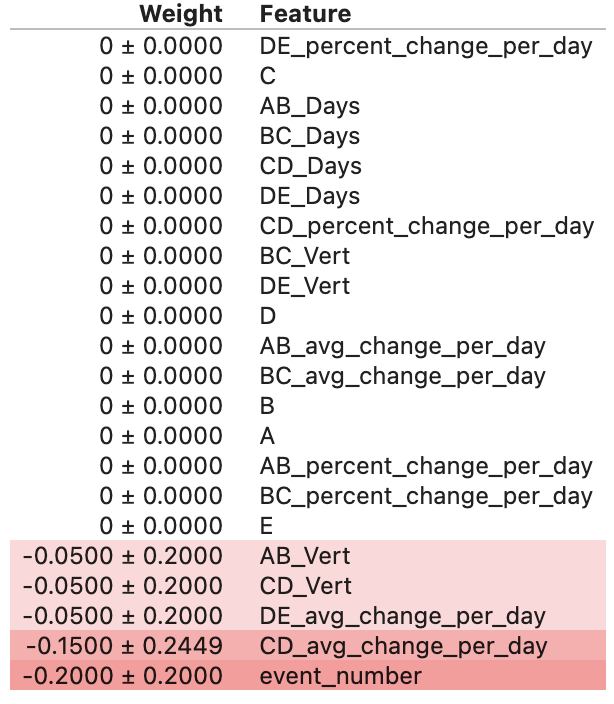 Weight Feature
0 ± 0.0000 DE_percent_change_per_day
0 ± 0.0000 C
0 ± 0.0000 AB_Days
0 ± 0.0000 BC_Days
0 ± 0.0000 CD_Days
0 ± 0.0000 DE_Days
0 ± 0.0000 CD_percent_change_per_day
0 ± 0.0000 BC_Vert
0 ± 0.0000 DE_Vert
0 ± 0.0000 D
0 ± 0.0000 AB_avg_change_per_day
0 ± 0.0000 BC_avg_change_per_day
0 ± 0.0000 B
0 ± 0.0000 A
0 ± 0.0000 AB_percent_change_per_day
0 ± 0.0000 BC_percent_change_per_day
0 ± 0.0000 E
-0.0500 ± 0.2000 AB_Vert
-0.0500 ± 0.2000 CD_Vert
-0.0500 ± 0.2000 DE_avg_change_per_day
-0.1500 ± 0.2449 CD_avg_change_per_day
-0.2000 ± 0.2000 event_number